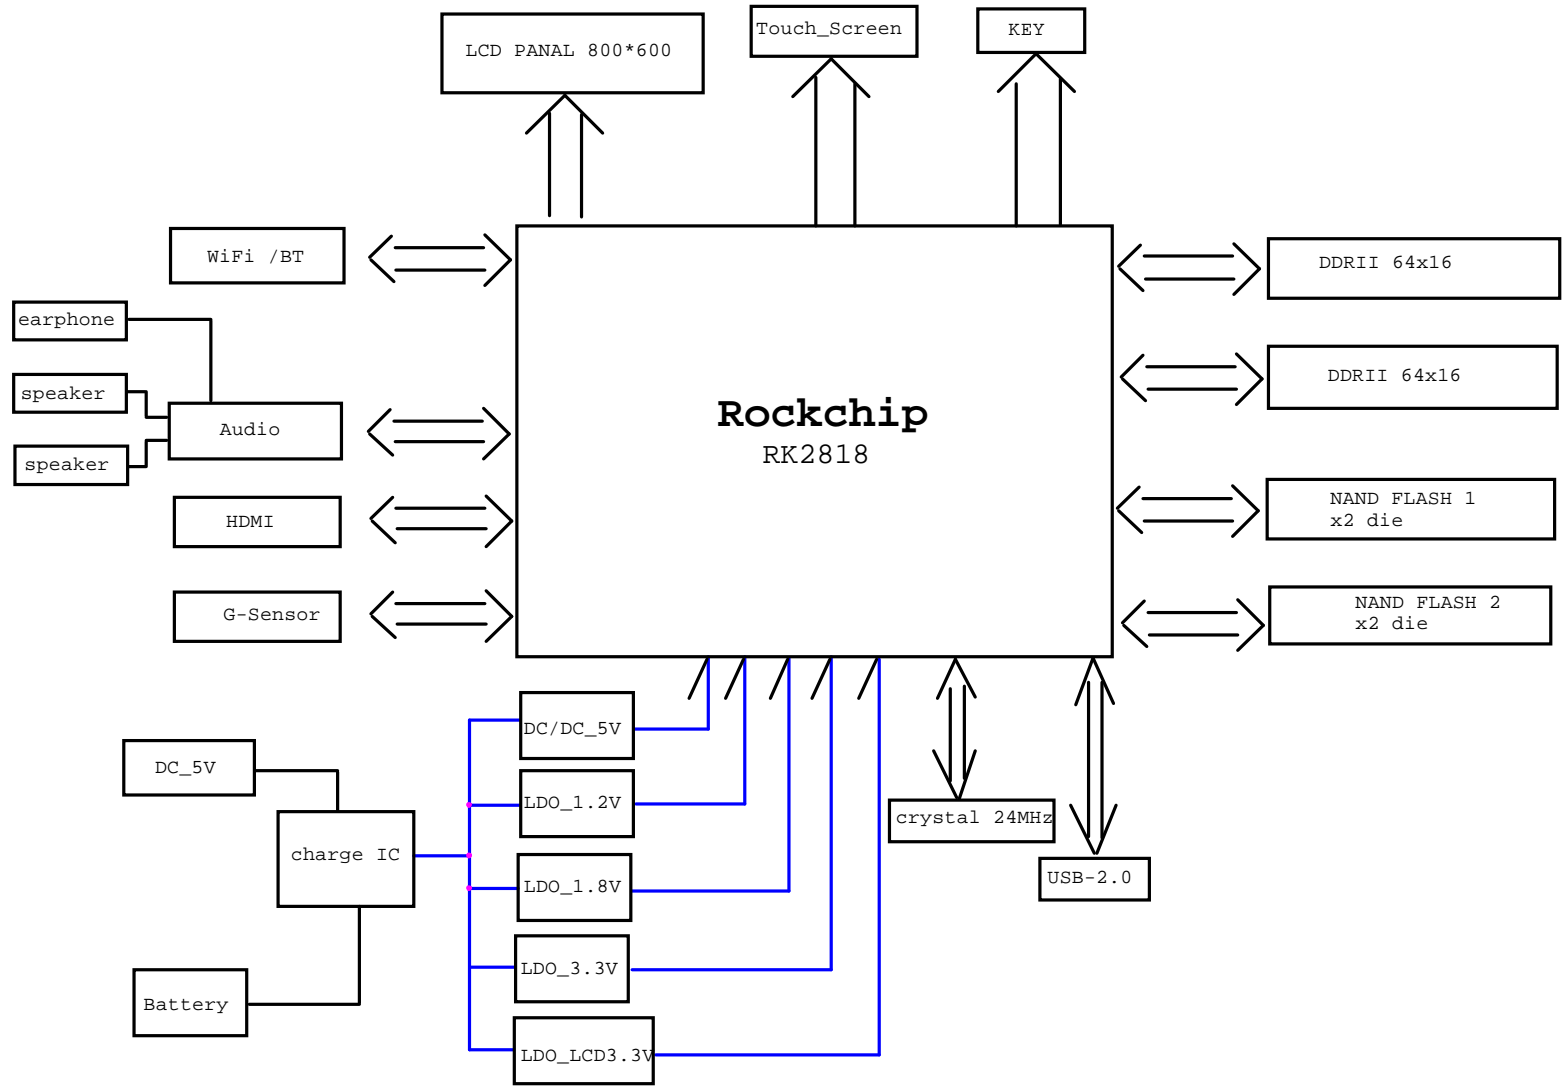 LCD PANAL 800*600
Touch_Screen
KEY
WiFi /BT
DDRII 64x16
earphone
speaker
Audio
speaker
DDRII 64x16
Rockchip
RK2818
HDMI
NAND FLASH 1
x2 die
G-Sensor
NAND FLASH 2
x2 die
DC/DC_5V
DC_5V
LDO_1.2V
crystal 24MHz
charge IC
LDO_1.8V
USB-2.0
LDO_3.3V
Battery
LDO_LCD3.3V